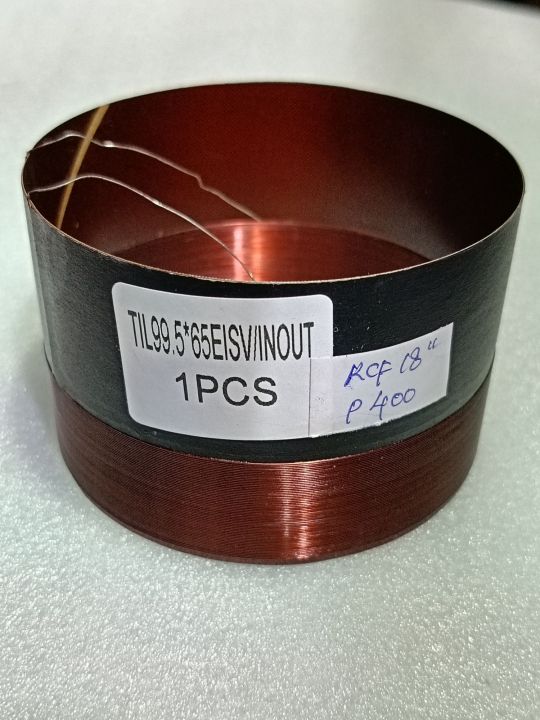 TIL99.5*65EISV/INOUT
1PCS
RCF 18"
P 400